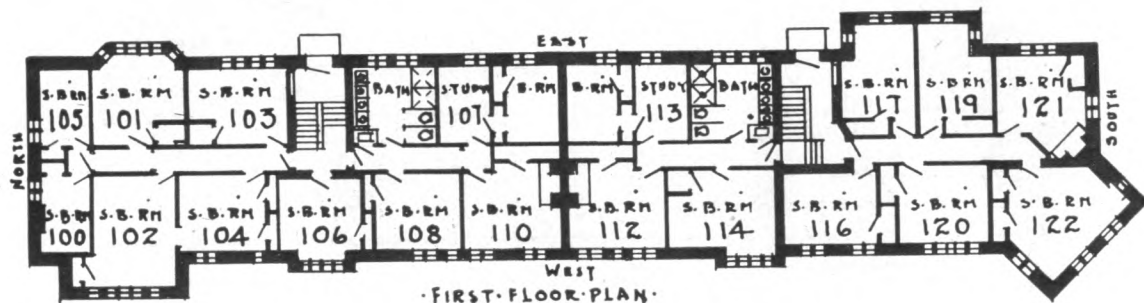 EAST
NORTH
SOUTH
S.B.RM
105
S.B.RM
101
S.B.RM
103
BATH
STUDY
107
B.RM
B.RM
STUDY
113
BATH
S.B.RM
117
S.B.RM
119
S.B.RM
121
S.B.RM
100
S.B.RM
102
S.B.RM
104
S.B.RM
106
S.B.RM
108
S.B.RM
110
S.B.RM
112
S.B.RM
114
S.B.RM
116
S.B.RM
120
S.B.RM
122
WEST
·FIRST·FLOOR·PLAN·